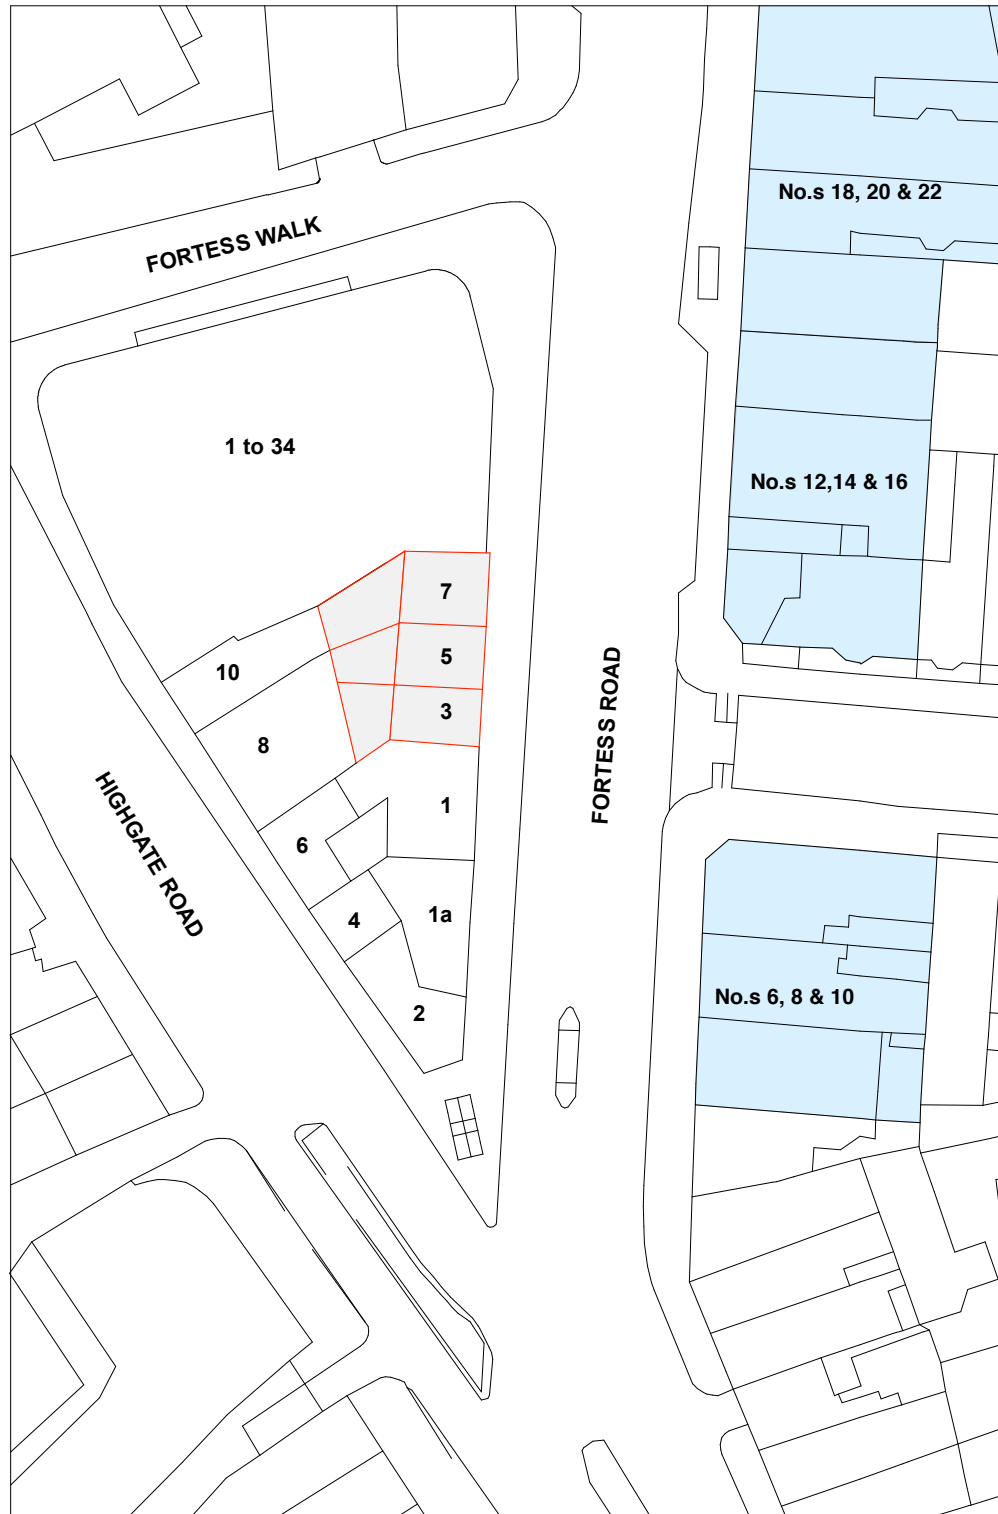 No.s 18, 20 & 22
FORTESS WALK
1 to 34
No.s 12,14 & 16
7
5
10
3
8
FORTESS ROAD
HIGHGATE ROAD
1
6
1a
4
No.s 6, 8 & 10
2